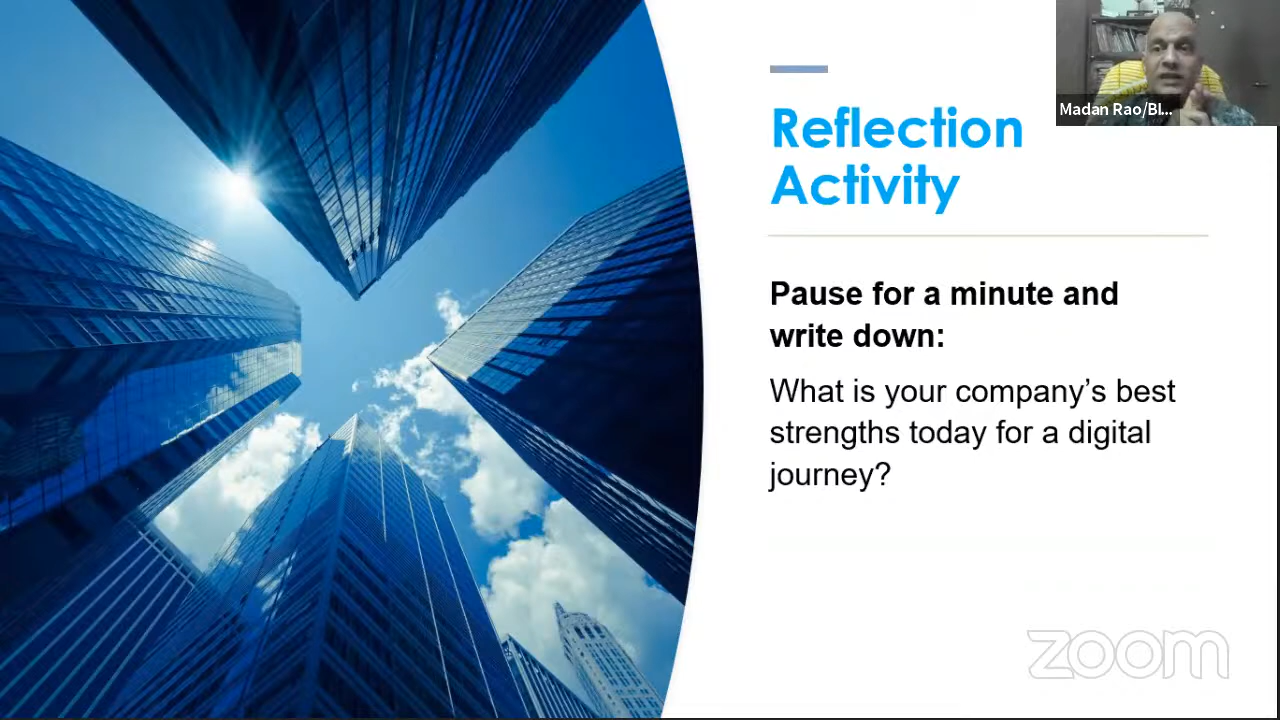 Madan Rao/Bl...
Reflection
Activity
Pause for a minute and
write down:
What is your company’s best
strengths today for a digital
journey?
zoom